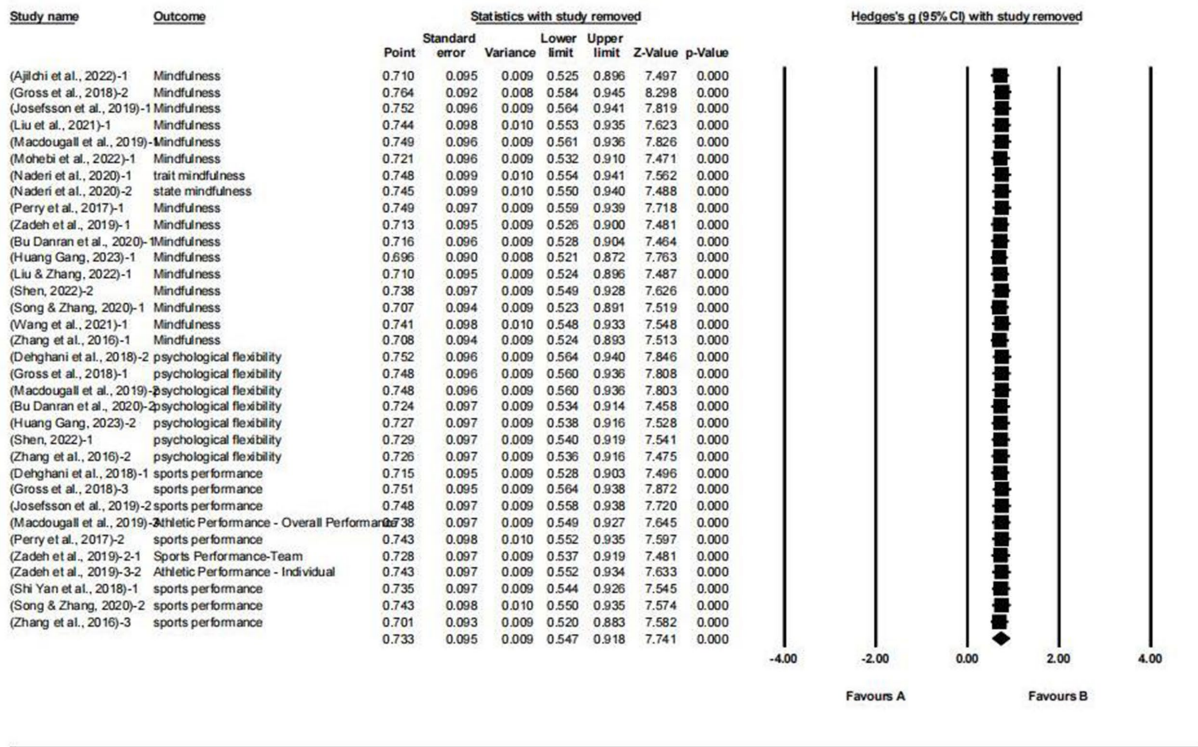 Study name Outcome Statistics with study removed Hedges's g (95% CI) with study removed
Standard Lower Upper
Point error Variance limit limit Z-Value p-Value
(Ajilchi et al., 2022)-1 Mindfulness 0.710 0.095 0.009 0.525 0.896 7.497 0.000
(Gross et al., 2018)-2 Mindfulness 0.764 0.092 0.008 0.584 0.945 8.298 0.000
(Josefsson et al., 2019)-1 Mindfulness 0.752 0.096 0.009 0.564 0.941 7.819 0.000
(Liu et al., 2021)-1 Mindfulness 0.744 0.098 0.010 0.553 0.935 7.623 0.000
(Macdougall et al., 2019)-1 Mindfulness 0.749 0.096 0.009 0.561 0.936 7.826 0.000
(Mohebi et al., 2022)-1 Mindfulness 0.721 0.096 0.009 0.532 0.910 7.471 0.000
(Naderi et al., 2020)-1 trait mindfulness 0.748 0.099 0.010 0.554 0.941 7.562 0.000
(Naderi et al., 2020)-2 state mindfulness 0.745 0.099 0.010 0.550 0.940 7.488 0.000
(Perry et al., 2017)-1 Mindfulness 0.749 0.097 0.009 0.559 0.939 7.718 0.000
(Zadeh et al., 2019)-1 Mindfulness 0.713 0.095 0.009 0.526 0.900 7.481 0.000
(Bu Danran et al., 2020)-1 Mindfulness 0.716 0.096 0.009 0.528 0.904 7.464 0.000
(Huang Gang, 2023)-1 Mindfulness 0.696 0.090 0.008 0.521 0.872 7.763 0.000
(Liu & Zhang, 2022)-1 Mindfulness 0.710 0.095 0.009 0.524 0.896 7.487 0.000
(Shen, 2022)-2 Mindfulness 0.738 0.097 0.009 0.549 0.928 7.626 0.000
(Song & Zhang, 2020)-1 Mindfulness 0.707 0.094 0.009 0.523 0.891 7.519 0.000
(Wang et al., 2021)-1 Mindfulness 0.741 0.098 0.010 0.548 0.933 7.548 0.000
(Zhang et al., 2016)-1 Mindfulness 0.708 0.094 0.009 0.524 0.893 7.513 0.000
(Dehghani et al., 2018)-2 psychological flexibility 0.752 0.096 0.009 0.564 0.940 7.846 0.000
(Gross et al., 2018)-1 psychological flexibility 0.748 0.096 0.009 0.560 0.936 7.808 0.000
(Macdougall et al., 2019)-2 psychological flexibility 0.748 0.096 0.009 0.560 0.936 7.803 0.000
(Bu Danran et al., 2020)-2 psychological flexibility 0.724 0.097 0.009 0.534 0.914 7.458 0.000
(Huang Gang, 2023)-2 psychological flexibility 0.727 0.097 0.009 0.538 0.916 7.528 0.000
(Shen, 2022)-1 psychological flexibility 0.729 0.097 0.009 0.540 0.919 7.541 0.000
(Zhang et al., 2016)-2 psychological flexibility 0.726 0.097 0.009 0.536 0.916 7.475 0.000
(Dehghani et al., 2018)-1 sports performance 0.715 0.095 0.009 0.528 0.903 7.496 0.000
(Gross et al., 2018)-3 sports performance 0.751 0.095 0.009 0.564 0.938 7.872 0.000
(Josefsson et al., 2019)-2 sports performance 0.748 0.097 0.009 0.558 0.938 7.720 0.000
(Macdougall et al., 2019)-3 Athletic Performance - Overall Performance 0.738 0.097 0.009 0.549 0.927 7.645 0.000
(Perry et al., 2017)-2 sports performance 0.743 0.098 0.010 0.552 0.935 7.597 0.000
(Zadeh et al., 2019)-2-1 Sports Performance-Team 0.728 0.097 0.009 0.537 0.919 7.481 0.000
(Zadeh et al., 2019)-3-2 Athletic Performance - Individual 0.743 0.097 0.009 0.552 0.934 7.633 0.000
(Shi Yan et al., 2018)-1 sports performance 0.735 0.097 0.009 0.544 0.926 7.545 0.000
(Song & Zhang, 2020)-2 sports performance 0.743 0.098 0.010 0.550 0.935 7.574 0.000
(Zhang et al., 2016)-3 sports performance 0.701 0.093 0.009 0.520 0.883 7.582 0.000
0.733 0.095 0.009 0.547 0.918 7.741 0.000
-4.00 -2.00 0.00 2.00 4.00
Favours A Favours B